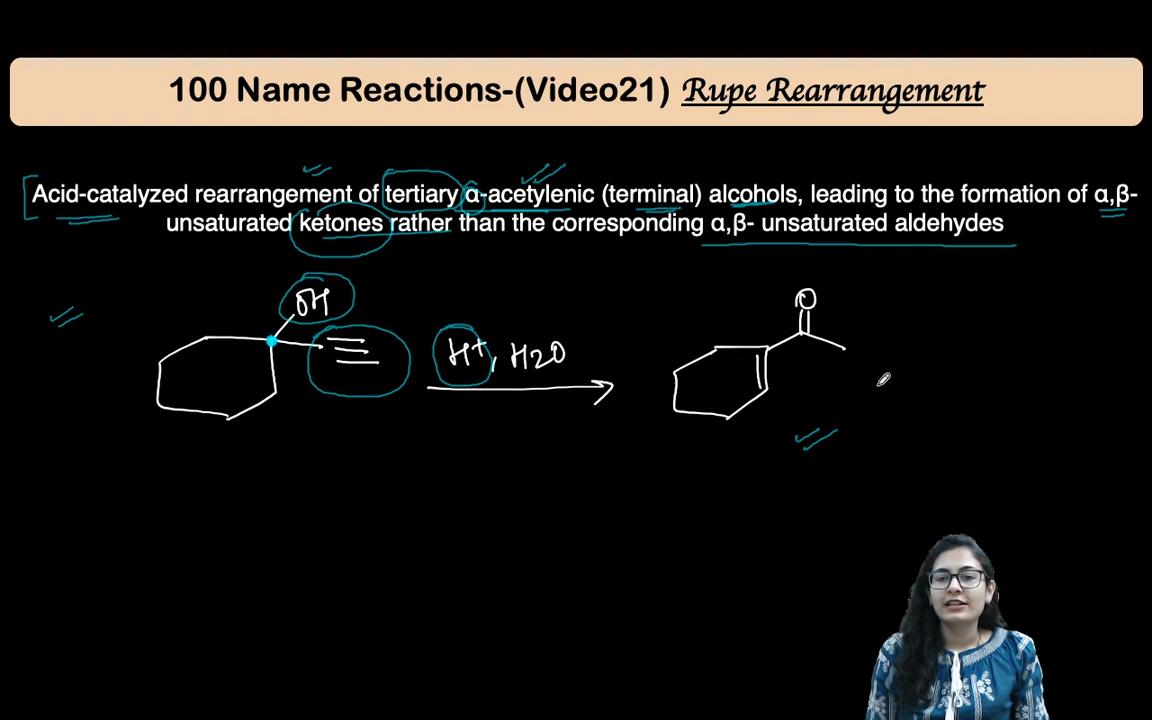 100 Name Reactions-(Video21) Rupe Rearrangement
Acid-catalyzed rearrangement of tertiary α-acetylenic (terminal) alcohols, leading to the formation of α,β-
unsaturated ketones rather than the corresponding α,β- unsaturated aldehydes
OH
O
H+, H2O